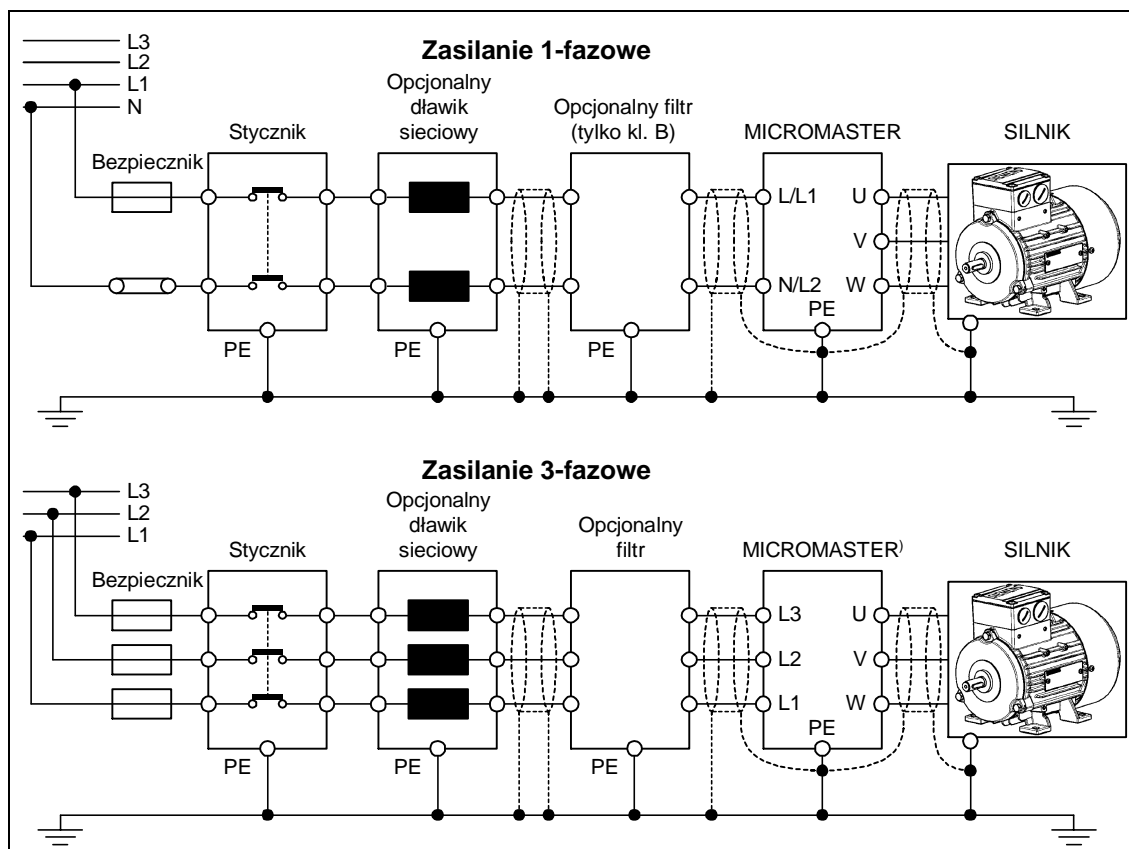 L3
Zasilanie 1-fazowe
L2
L1
N
Opcjonalny
dławik
sieciowy
Opcjonalny filtr
(tylko kl. B)
Stycznik
MICROMASTER
SILNIK
Bezpiecznik
L/L1
U
V
N/L2
W
PE
PE
PE
PE
Zasilanie 3-fazowe
L3
L2
L1
Opcjonalny
dławik
sieciowy
Opcjonalny
filtr
Stycznik
MICROMASTER⁾
SILNIK
Bezpiecznik
L3
U
L2
V
L1
W
PE
PE
PE
PE